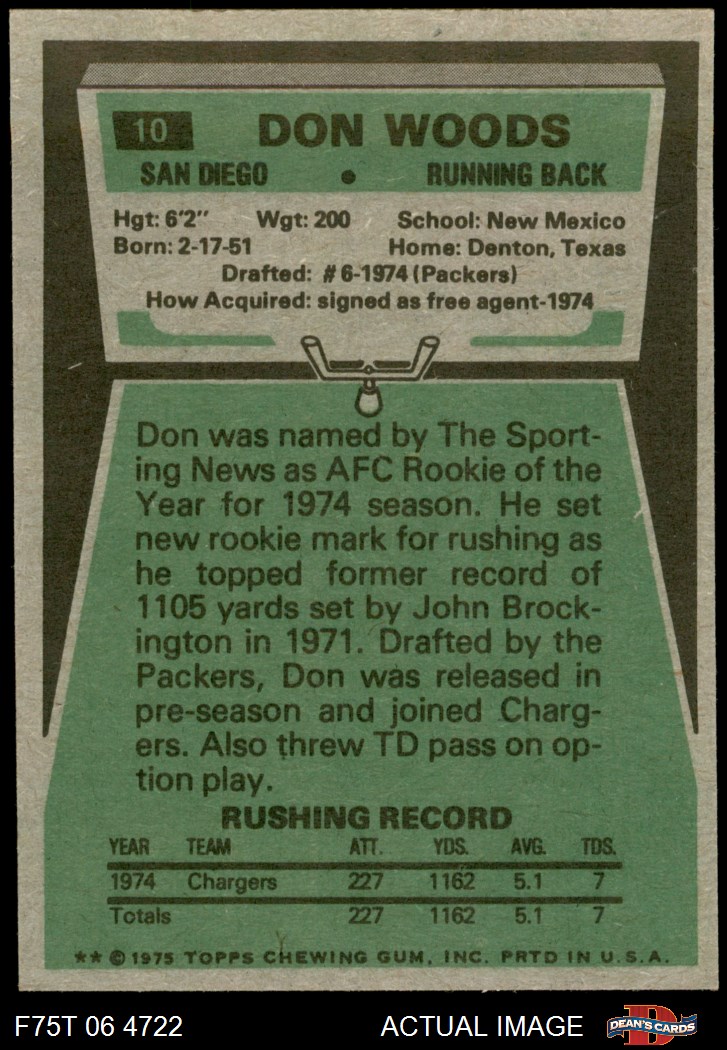 10 DON WOODS
SAN DIEGO • RUNNING BACK
Hgt: 6'2" Wgt: 200 School: New Mexico
Born: 2-17-51 Home: Denton, Texas
Drafted: #6-1974 (Packers)
How Acquired: signed as free agent-1974
Don was named by The Sport-
ing News as AFC Rookie of the
Year for 1974 season. He set
new rookie mark for rushing as
he topped former record of
1105 yards set by John Brock-
ington in 1971. Drafted by the
Packers, Don was released in
pre-season and joined Charg-
ers. Also threw TD pass on op-
tion play.
RUSHING RECORD
YEAR TEAM ATT. YDS. AVG. TDS.
1974 Chargers 227 1162 5.1 7
Totals 227 1162 5.1 7
** © 1975 TOPPS CHEWING GUM, INC. PRTD IN U.S.A.
F75T 06 4722 ACTUAL IMAGE DEAN'S CARDS